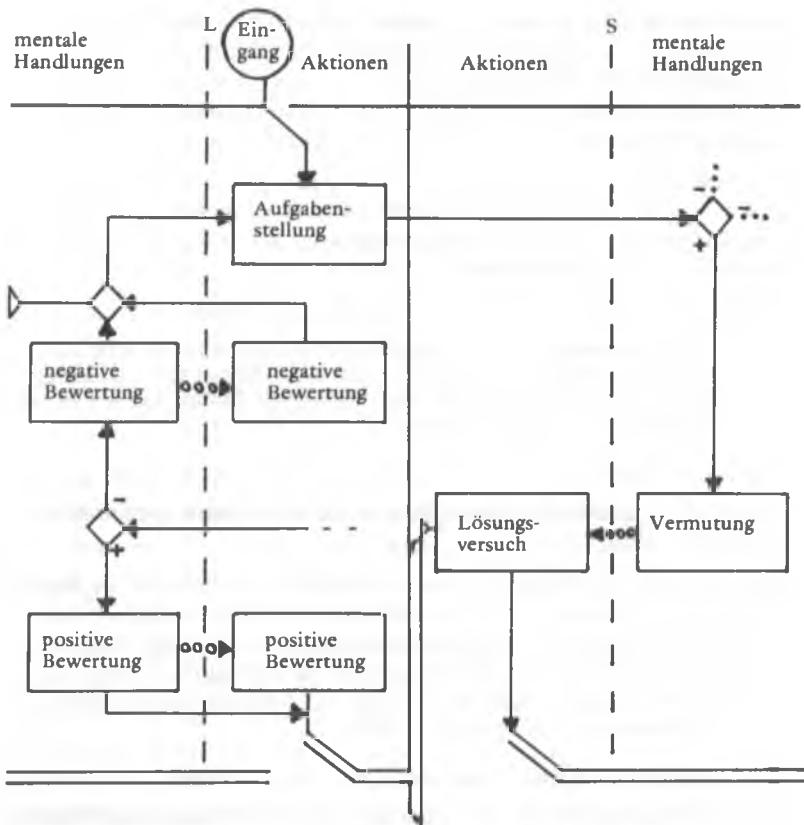 mentale
Handlungen
L
Ein-
gang
Aktionen
Aktionen
S
mentale
Handlungen
Aufgaben-
stellung
-
-
+
negative
Bewertung
negative
Bewertung
-
+
Lösungs-
versuch
Vermutung
positive
Bewertung
positive
Bewertung